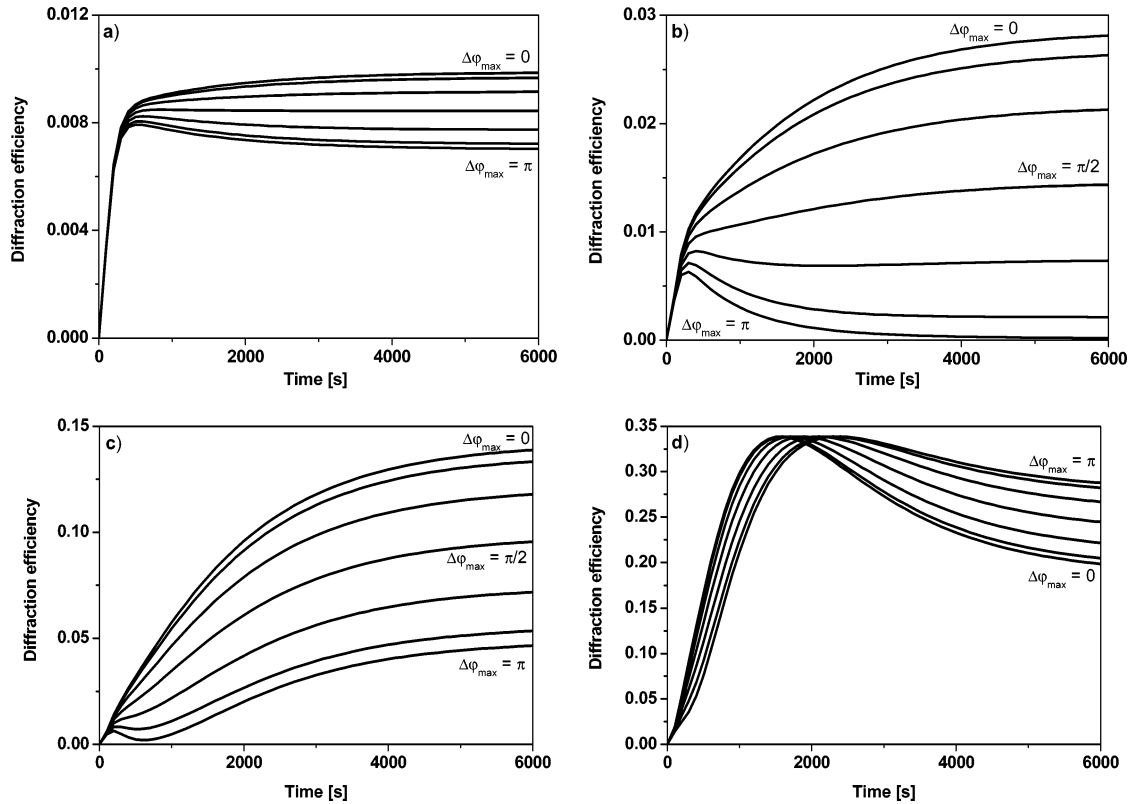 a)
0.012
0.008
0.004
0.000
Diffraction efficiency
Δφmax = 0
Δφmax = π
0 2000 4000 6000
Time [s]
b)
0.03
0.02
0.01
0.00
Diffraction efficiency
Δφmax = 0
Δφmax = π/2
Δφmax = π
0 2000 4000 6000
Time [s]
c)
0.15
0.10
0.05
0.00
Diffraction efficiency
Δφmax = 0
Δφmax = π/2
Δφmax = π
0 2000 4000 6000
Time [s]
d)
0.35
0.30
0.25
0.20
0.15
0.10
0.05
0.00
Diffraction efficiency
Δφmax = π
Δφmax = 0
0 2000 4000 6000
Time [s]